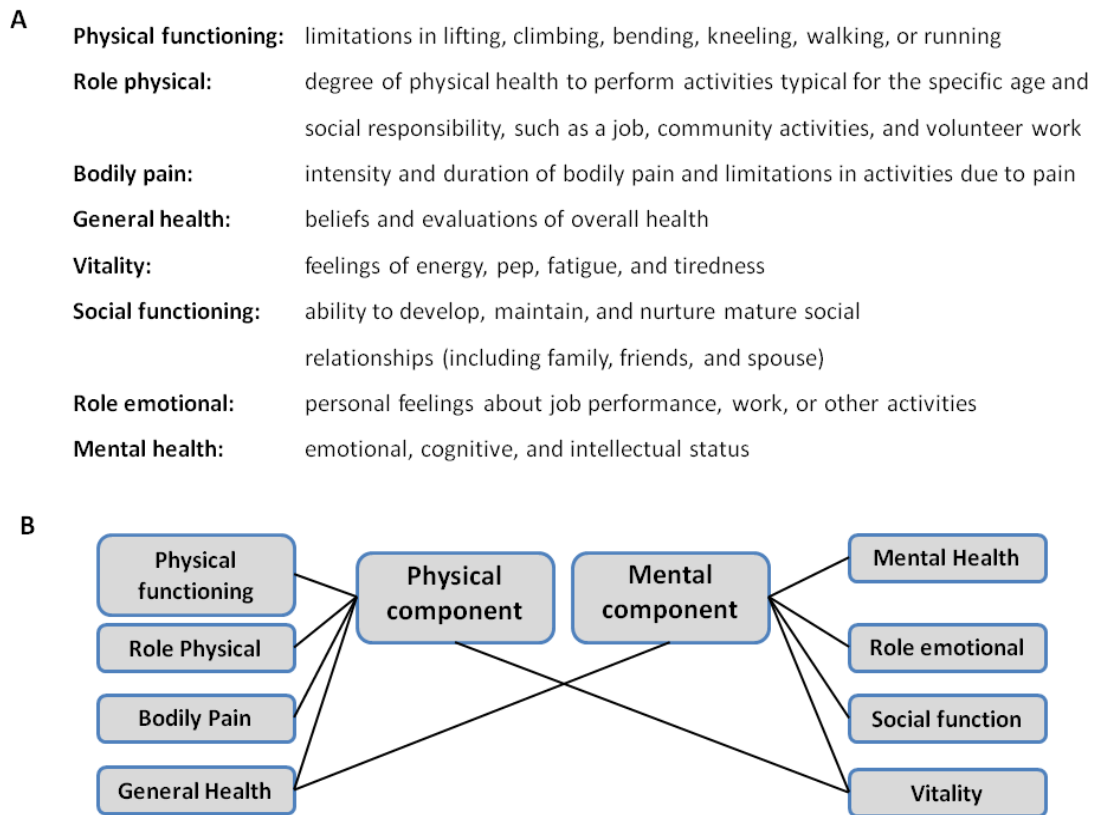 A
Physical functioning: limitations in lifting, climbing, bending, kneeling, walking, or running
Role physical: degree of physical health to perform activities typical for the specific age and
social responsibility, such as a job, community activities, and volunteer work
Bodily pain: intensity and duration of bodily pain and limitations in activities due to pain
General health: beliefs and evaluations of overall health
Vitality: feelings of energy, pep, fatigue, and tiredness
Social functioning: ability to develop, maintain, and nurture mature social
relationships (including family, friends, and spouse)
Role emotional: personal feelings about job performance, work, or other activities
Mental health: emotional, cognitive, and intellectual status
B
Physical
functioning
Role Physical
Bodily Pain
General Health
Physical
component
Mental
component
Mental Health
Role emotional
Social function
Vitality